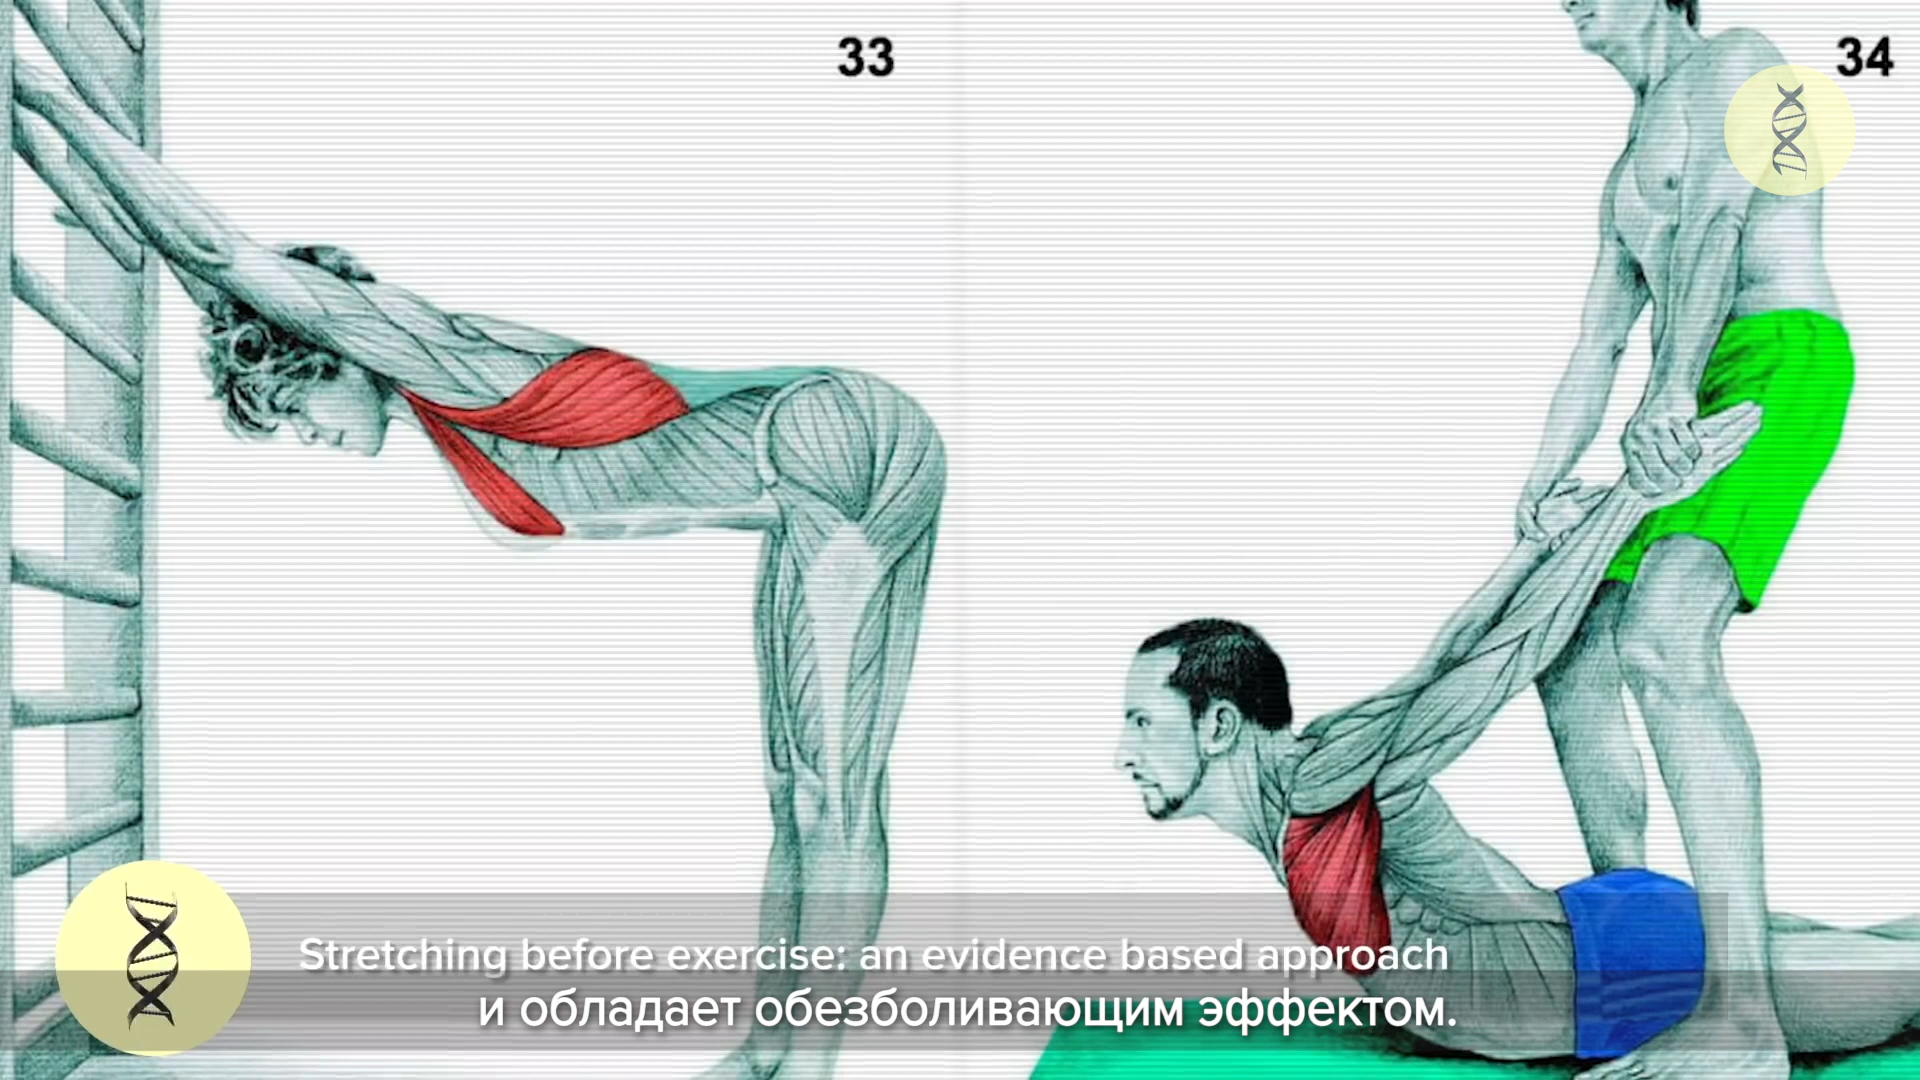 33
34
Stretching before exercise: an evidence based approach
и обладает обезболивающим эффектом.